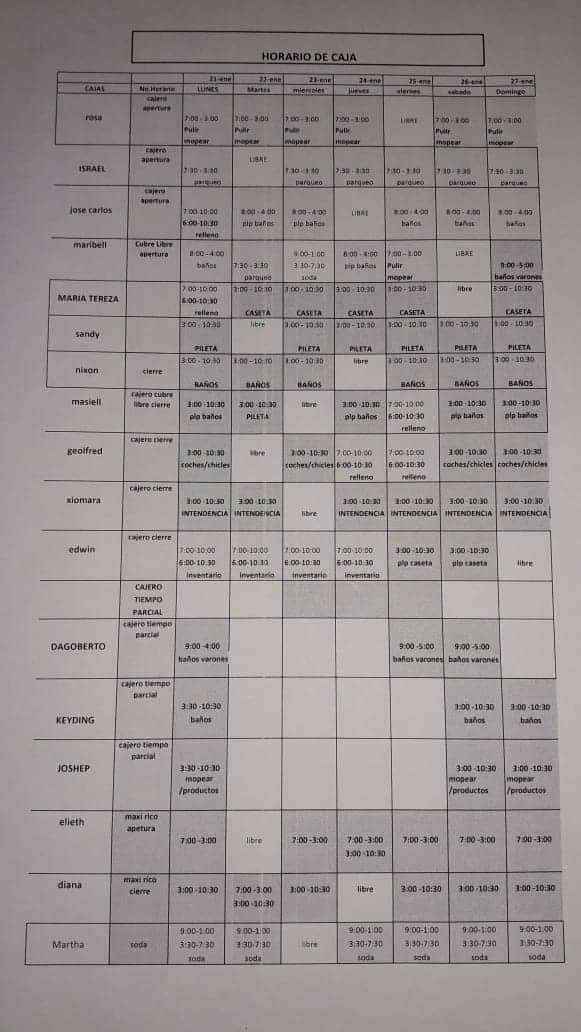 HORARIO DE CAJA
21-ene 22-ene 23-ene 24-ene 25-ene 26-ene 27-ene
CAJAS No.Horario LUNES Martes miercoles jueves viernes sabado Domingo
cajero
apertura
rosa 7:00 - 3:00 7:00 - 3:00 7:00 - 3:00 7:00 - 3:00 LIBRE 7:00 - 3:00 7:00 - 3:00
Pulir Pulir Pulir Pulir Pulir Pulir
mopear mopear mopear mopear mopear mopear
cajero
apertura LIBRE
ISRAEL 7:30 - 3:30 7:30 - 3:30 7:30 - 3:30 7:30 - 3:30 7:30 - 3:30 7:30 - 3:30
parqueo parqueo parqueo parqueo parqueo parqueo
cajero
apertura
jose carlos 7:00-10:00 8:00 - 4:00 8:00 - 4:00 LIBRE 8:00 - 4:00 8:00 - 4:00 8:00 - 4:00
6:00-10:30 plp baños plp baños baños baños baños
relleno
maribell Cubre Libre
apertura 8:00 - 4:00 9:00-1:00 8:00 - 4:00 7:00 - 3:00 LIBRE
baños 7:30 - 3:30 3:30-7:30 plp baños Pulir 9:00 -5:00
parqueo soda mopear baños varones
MARIA TEREZA 7:00-10:00 3:00 - 10:30 3:00 - 10:30 3:00 - 10:30 3:00 - 10:30 libre 3:00 - 10:30
6:00-10:30
relleno CASETA CASETA CASETA CASETA CASETA
sandy 3:00 - 10:30 libre 3:00 - 10:30 3:00 - 10:30 3:00 - 10:30 3:00 - 10:30 3:00 - 10:30
PILETA PILETA PILETA PILETA PILETA PILETA
nixon cierre 3:00 - 10:30 3:00 - 10:30 3:00 - 10:30 libre 3:00 - 10:30 3:00 - 10:30 3:00 - 10:30
BAÑOS BAÑOS BAÑOS BAÑOS BAÑOS BAÑOS
masiell cajero cubre
libre cierre 3:00 -10:30 3:00 -10:30 libre 3:00 -10:30 7:00-10:00 3:00 -10:30 3:00 -10:30
plp baños PILETA plp baños 6:00-10:30 plp baños plp baños
relleno
geolfred cajero cierre
3:00 -10:30 libre 3:00 -10:30 7:00-10:00 7:00-10:00 3:00 -10:30 3:00 -10:30
coches/chicles coches/chicles 6:00-10:30 6:00-10:30 coches/chicles coches/chicles
relleno relleno
xiomara cajero cierre
3:00 -10:30 3:00 -10:30 3:00 -10:30 3:00 -10:30 3:00 -10:30 3:00 -10:30
INTENDENCIA INTENDENCIA libre INTENDENCIA INTENDENCIA INTENDENCIA INTENDENCIA
cajero cierre
edwin 7:00-10:00 7:00-10:00 7:00-10:00 7:00-10:00 3:00 -10:30 3:00 -10:30
6:00-10:30 6:00-10:30 6:00-10:30 6:00-10:30 plp caseta plp caseta libre
inventario inventario inventario inventario
CAJERO
TIEMPO
PARCIAL
cajero tiempo
parcial
DAGOBERTO 9:00 -4:00 9:00 -5:00 9:00 -5:00
baños varones baños varones baños varones
cajero tiempo
parcial
3:30 -10:30 3:00 -10:30 3:00 -10:30
KEYDING baños baños baños
cajero tiempo
parcial
JOSHEP 3:30 -10:30 3:00 -10:30 3:00 -10:30
mopear mopear mopear
/productos /productos /productos
elieth maxi rico
apetura
7:00 -3:00 libre 7:00 -3:00 7:00 -3:00 7:00 -3:00 7:00 -3:00 7:00 -3:00
3:00 -10:30
diana maxi rico
cierre 3:00 -10:30 7:00 -3:00 3:00 -10:30 libre 3:00 -10:30 3:00 -10:30 3:00 -10:30
3:00 -10:30
9:00-1:00 9:00-1:00 9:00-1:00 9:00-1:00 9:00-1:00 9:00-1:00
Martha soda 3:30-7:30 3:30-7:30 libre 3:30-7:30 3:30-7:30 3:30-7:30 3:30-7:30
soda soda soda soda soda soda